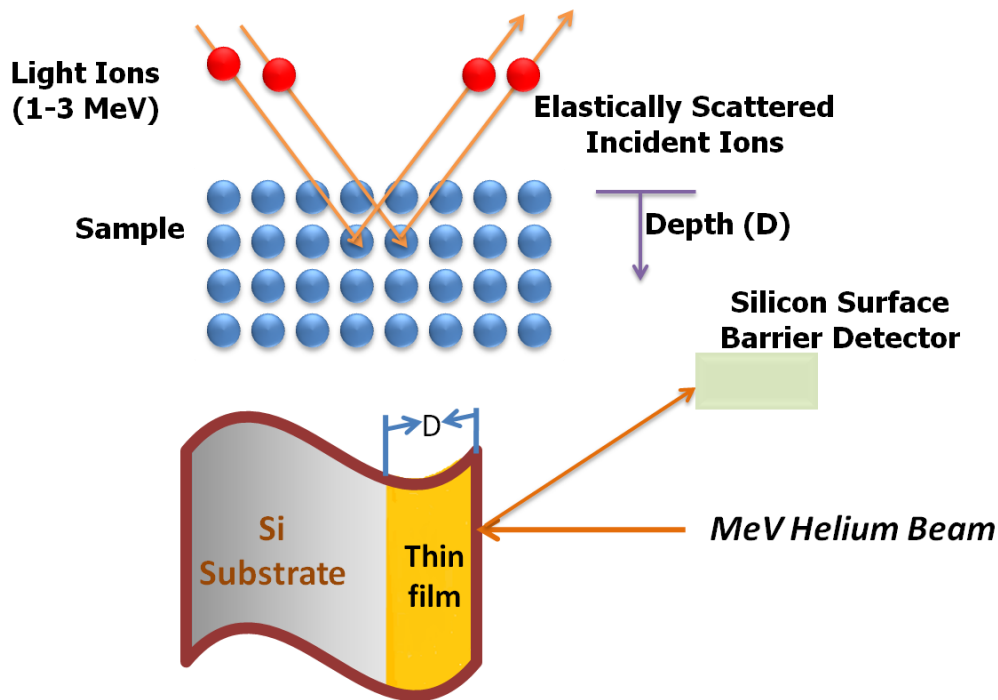 Light Ions
(1-3 MeV)
Elastically Scattered
Incident Ions
Sample
Depth (D)
Silicon Surface
Barrier Detector
D
Si
Substrate
Thin
film
MeV Helium Beam